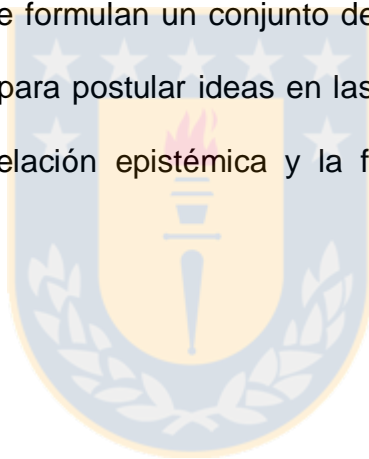 e formulan un conjunto de
para postular ideas en las
elación epistémica y la f